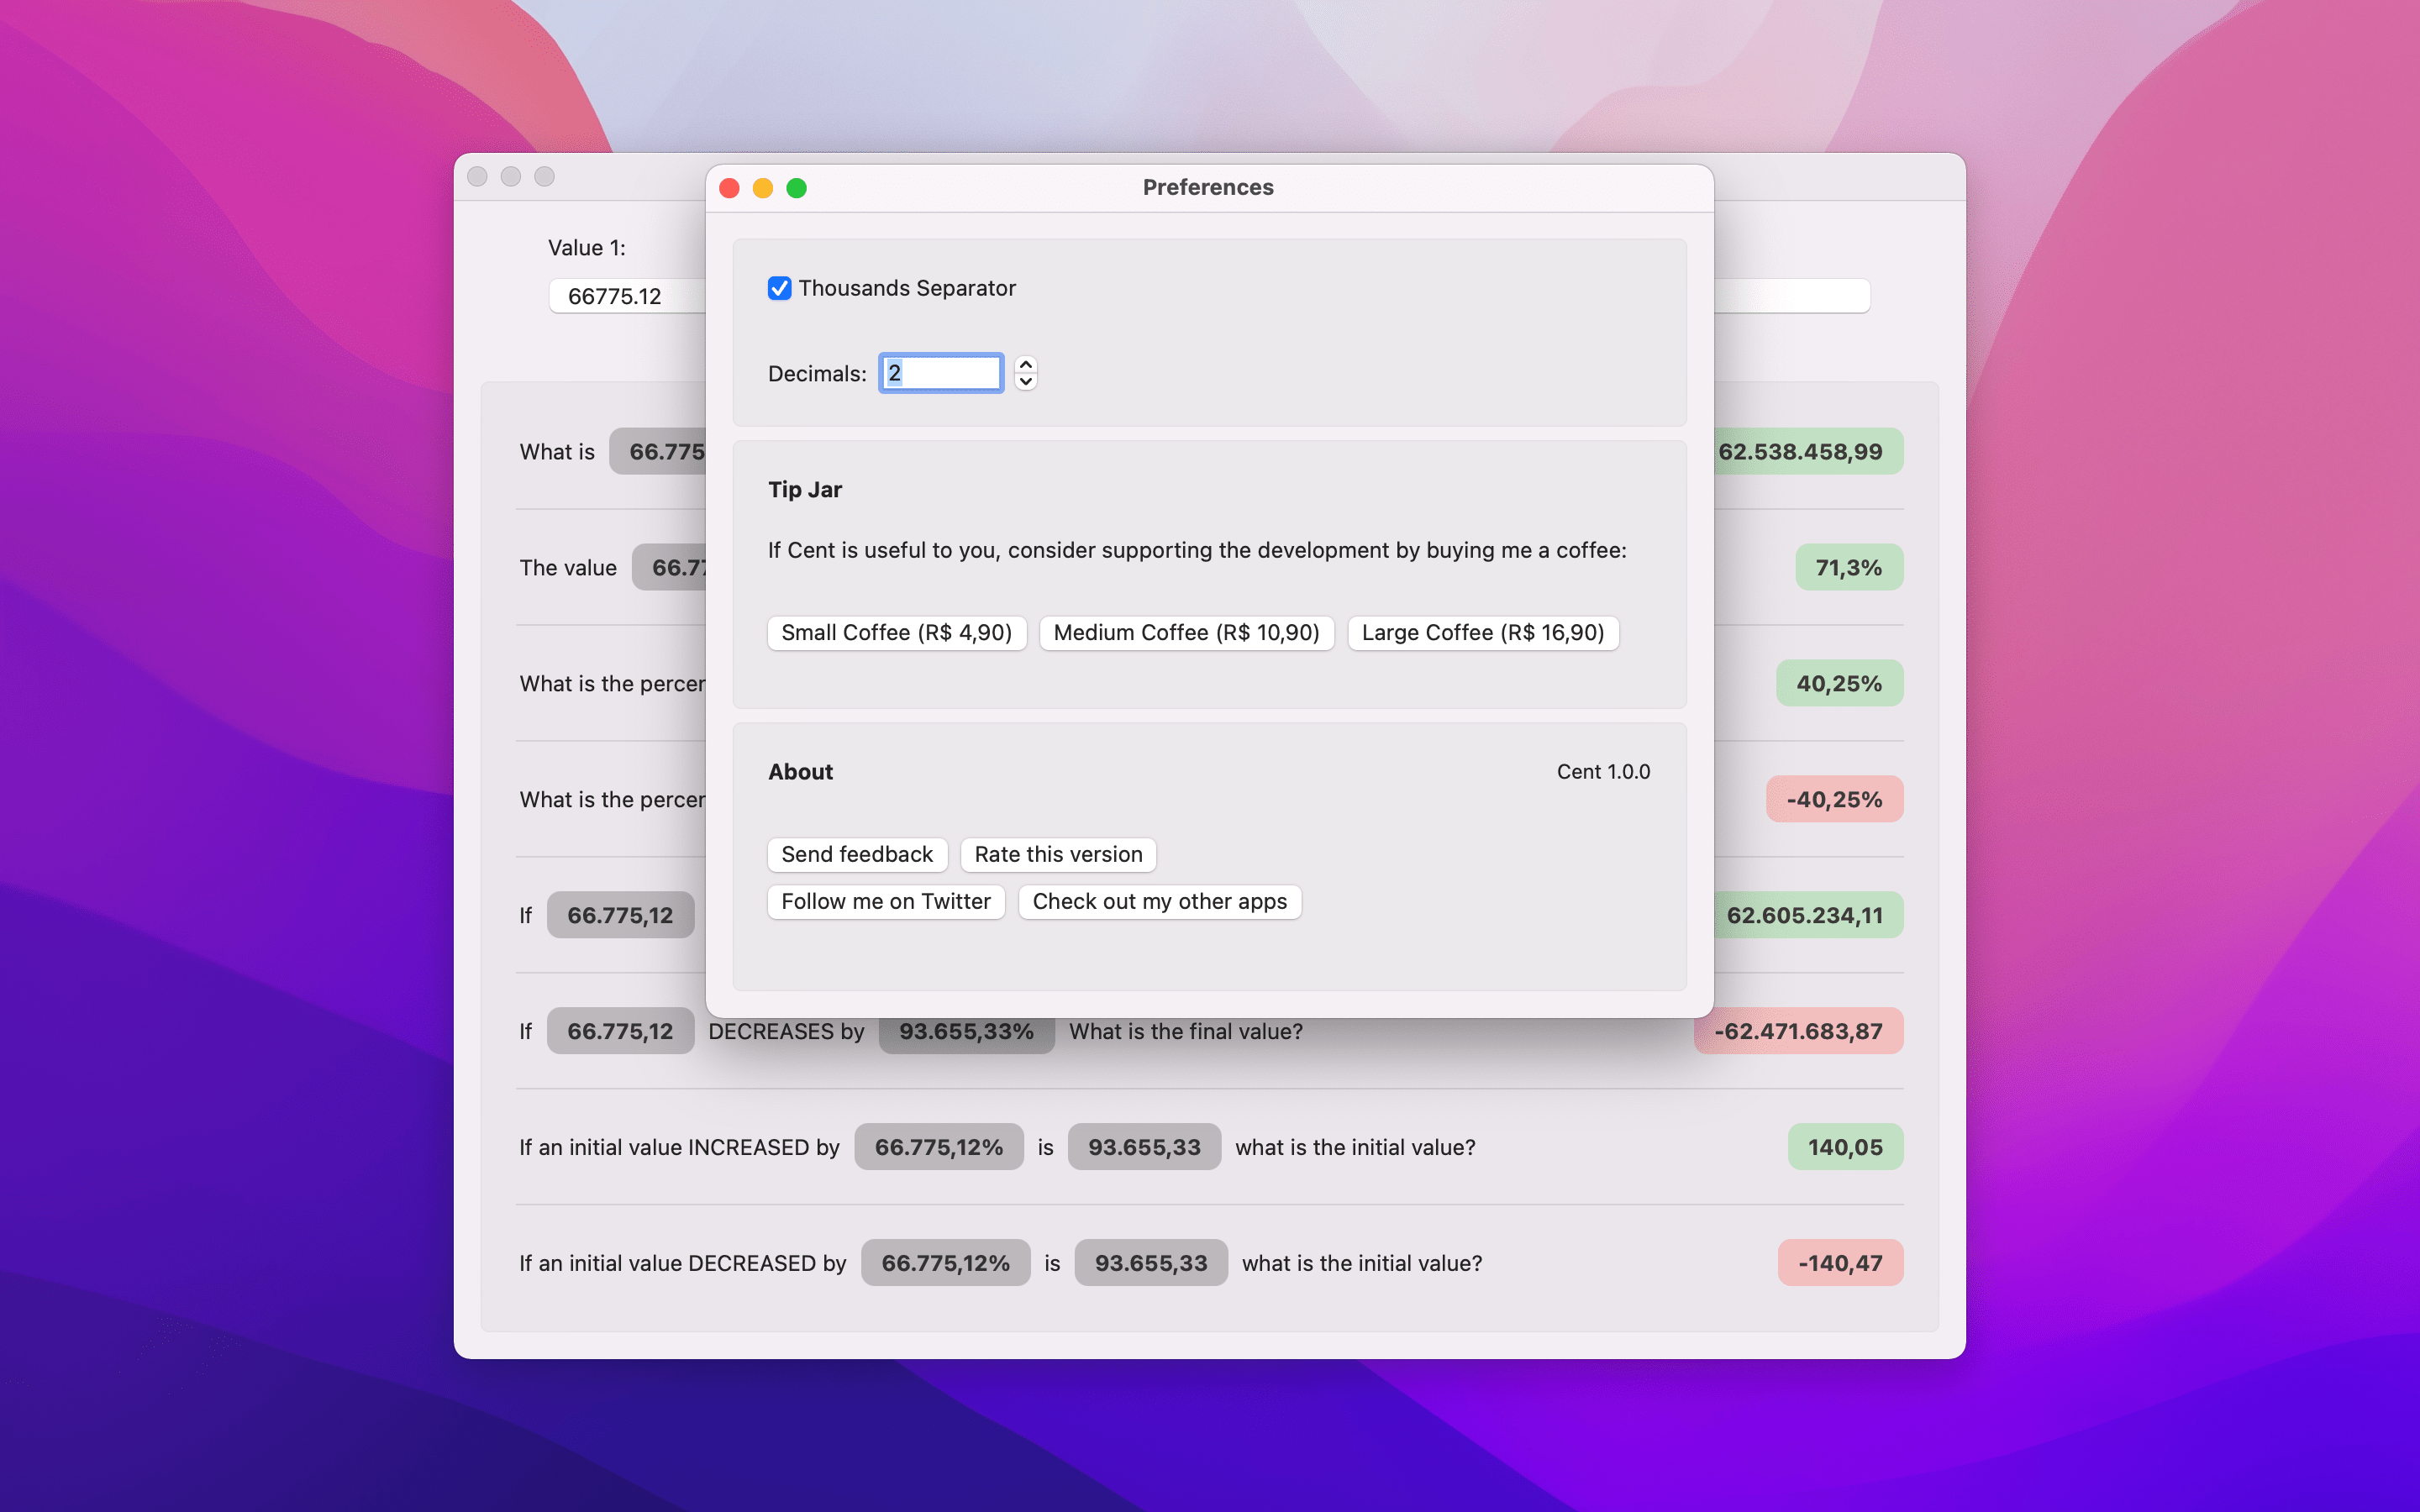 Preferences
Value 1:
66775.12
Thousands Separator
Decimals: 2
Tip Jar
If Cent is useful to you, consider supporting the development by buying me a coffee:
Small Coffee (R$ 4,90) Medium Coffee (R$ 10,90) Large Coffee (R$ 16,90)
About Cent 1.0.0
Send feedback Rate this version
Follow me on Twitter Check out my other apps
What is 66.775 62.538.458,99
The value 71,3%
What is the 40,25%
What is the -40,25%
If 66.775,12 62.605.234,11
If 66.775,12 DECREASES by 93.655,33% What is the final value? -62.471.683,87
If an initial value INCREASED by 66.775,12% is 93.655,33 what is the initial value? 140,05
If an initial value DECREASED by 66.775,12% is 93.655,33 what is the initial value? -140,47